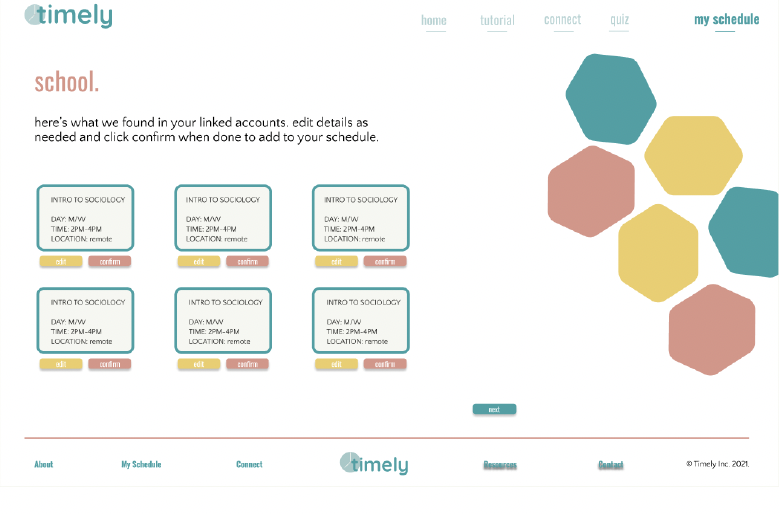 timely
home tutorial connect quiz my schedule
school.
here's what we found in your linked accounts. edit details as
needed and click confirm when done to add to your schedule.
INTRO TO SOCIOLOGY
DAY: M/W
TIME: 2PM-4PM
LOCATION: remote
edit confirm
INTRO TO SOCIOLOGY
DAY: M/W
TIME: 2PM-4PM
LOCATION: remote
edit confirm
INTRO TO SOCIOLOGY
DAY: M/W
TIME: 2PM-4PM
LOCATION: remote
edit confirm
INTRO TO SOCIOLOGY
DAY: M/W
TIME: 2PM-4PM
LOCATION: remote
edit confirm
INTRO TO SOCIOLOGY
DAY: M/W
TIME: 2PM-4PM
LOCATION: remote
edit confirm
INTRO TO SOCIOLOGY
DAY: M/W
TIME: 2PM-4PM
LOCATION: remote
edit confirm
next
About My Schedule Connect timely Resources Contact © Timely Inc. 2021.